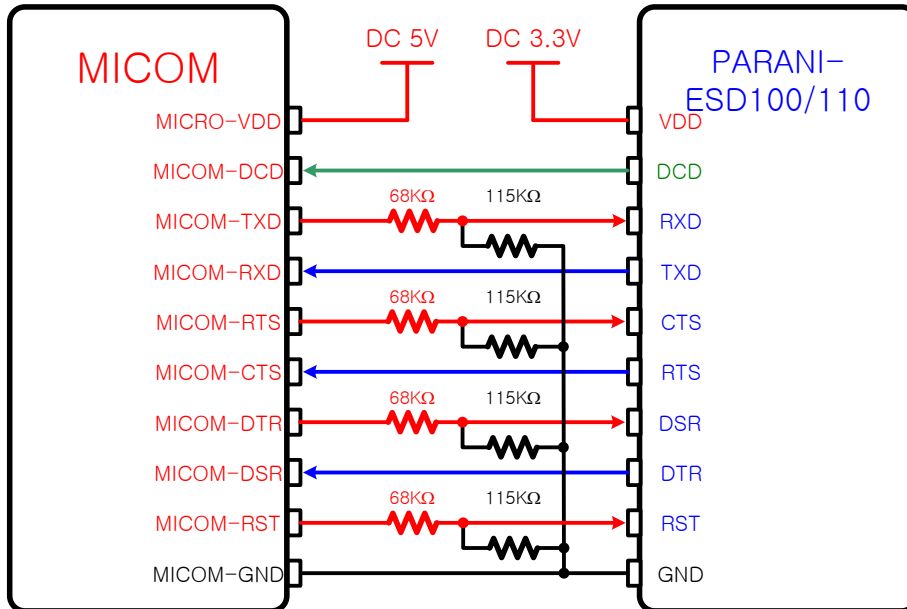 MICOM
DC 5V
DC 3.3V
PARANI-
ESD100/110
MICRO-VDD
VDD
MICOM-DCD
DCD
68KΩ
115KΩ
MICOM-TXD
RXD
MICOM-RXD
TXD
68KΩ
115KΩ
MICOM-RTS
CTS
MICOM-CTS
RTS
68KΩ
115KΩ
MICOM-DTR
DSR
MICOM-DSR
DTR
68KΩ
115KΩ
MICOM-RST
RST
MICOM-GND
GND